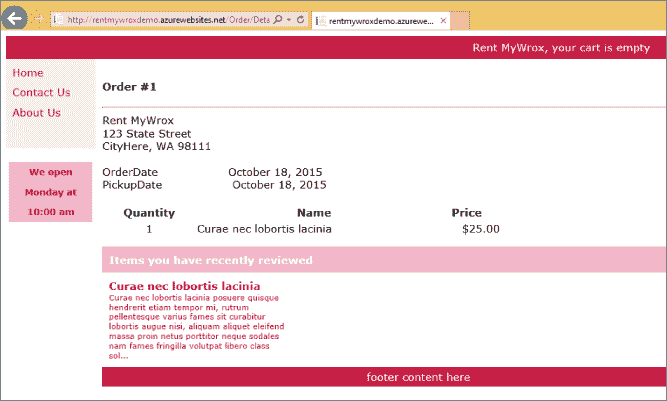 http://rentmywroxdemo.azurewebsites.net/Order/Deta
rentmywroxdemo.azurewe...
Rent MyWrox, your cart is empty
Home
Contact Us
About Us
We open
Monday at
10:00 am
Order #1
Rent MyWrox
123 State Street
CityHere, WA 98111
OrderDate October 18, 2015
PickupDate October 18, 2015
Quantity Name Price
1 Curae nec lobortis lacinia $25.00
Items you have recently reviewed
Curae nec lobortis lacinia
Curae nec lobortis lacinia posuere quisque
hendrerit etiam tempor mi, rutrum
pellentesque varius fames sit curabitur
lobortis augue nisi, aliquam aliquet eleifend
massa proin netus porttitor neque sodales
nam fames fringilla volutpat libero class
sol...
footer content here